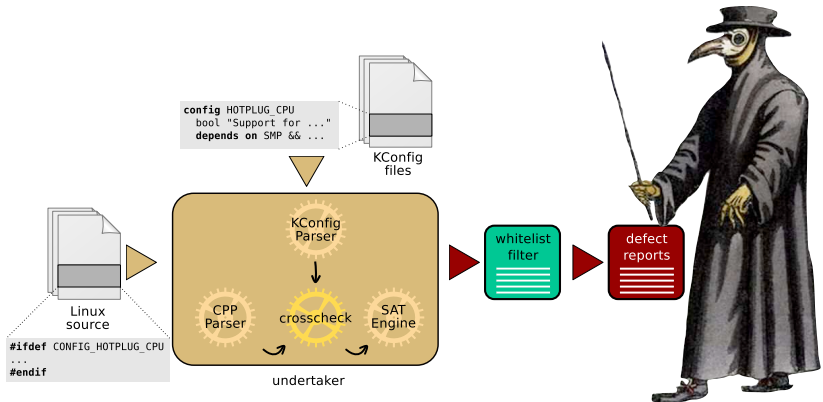 config HOTPLUG_CPU
bool "Support for ..."
depends on SMP && ...
KConfig
files
Linux
source
#ifdef CONFIG_HOTPLUG_CPU
...
#endif
KConfig
Parser
CPP
Parser
crosscheck
SAT
Engine
undertaker
whitelist
filter
defect
reports